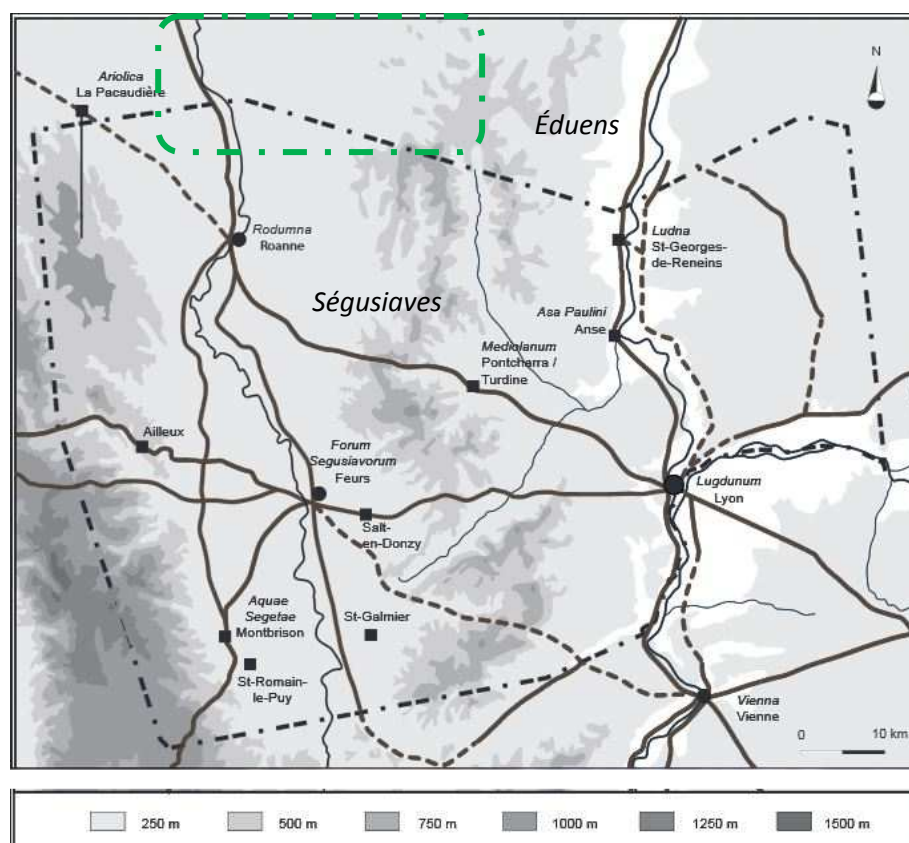 N
Ariolica
La Pacaudière
Éduens
Rodumna
Roanne
Ludna
St-Georges-
de-Reneins
Ségusiaves
Asa Paulini
Anse
Mediolanum
Pontcharra /
Turdine
Ailleux
Forum
Segusiavorum
Feurs
Lugdunum
Lyon
Salt-
en-Donzy
Aquae
Segetae
Montbrison
St-Galmier
St-Romain-
le-Puy
Vienna
Vienne
0 10 km
250 m 500 m 750 m 1000 m 1250 m 1500 m